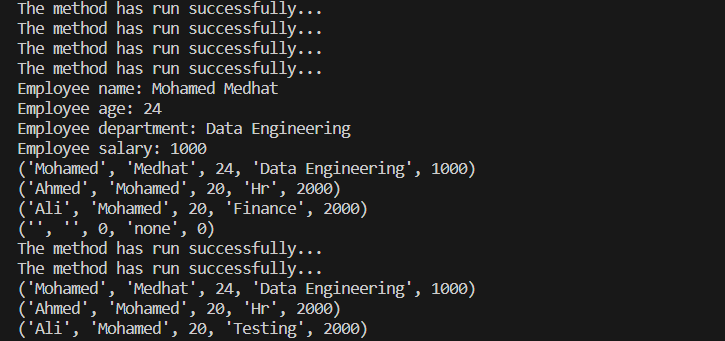 The method has run successfully...
The method has run successfully...
The method has run successfully...
The method has run successfully...
Employee name: Mohamed Medhat
Employee age: 24
Employee department: Data Engineering
Employee salary: 1000
('Mohamed', 'Medhat', 24, 'Data Engineering', 1000)
('Ahmed', 'Mohamed', 20, 'Hr', 2000)
('Ali', 'Mohamed', 20, 'Finance', 2000)
('', '', 0, 'none', 0)
The method has run successfully...
The method has run successfully...
('Mohamed', 'Medhat', 24, 'Data Engineering', 1000)
('Ahmed', 'Mohamed', 20, 'Hr', 2000)
('Ali', 'Mohamed', 20, 'Testing', 2000)